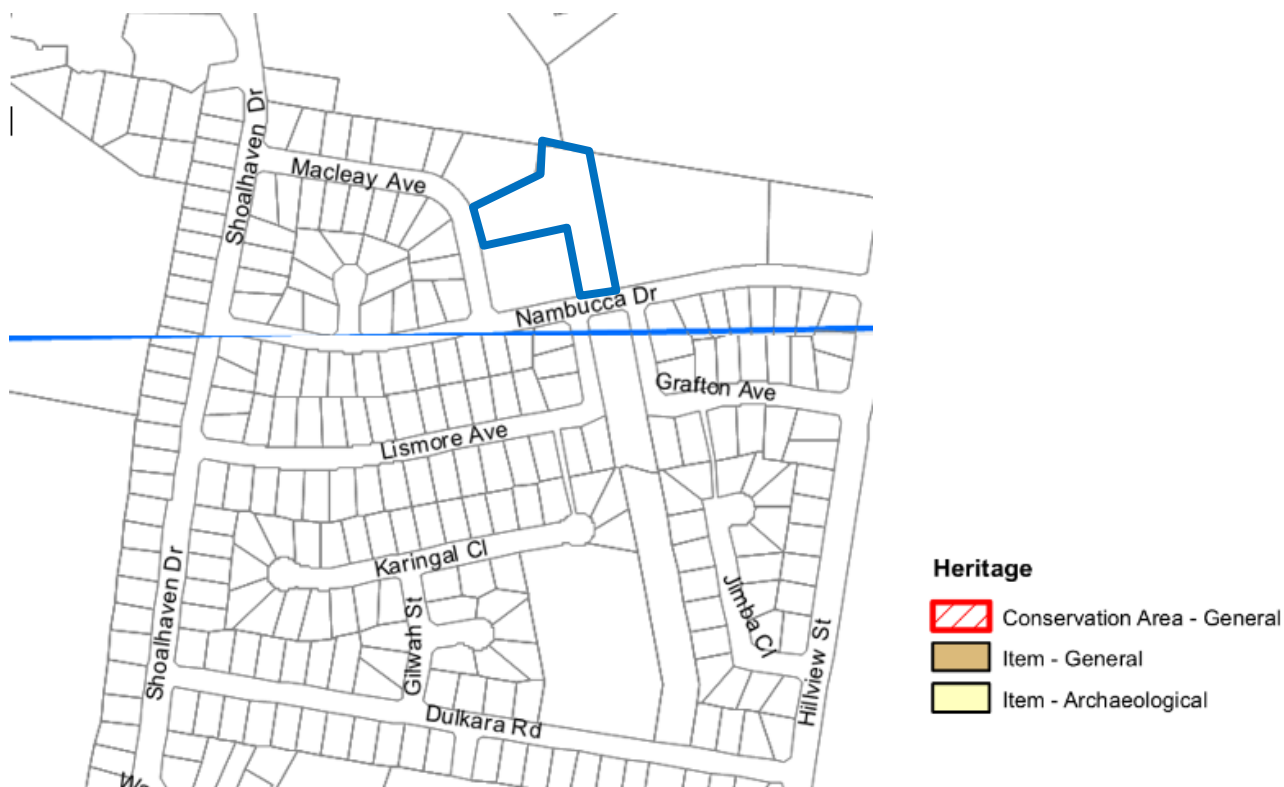 Shoalhaven Dr
Macleay Ave
Nambucca Dr
Grafton Ave
Lismore Ave
Karingal Cl
Shoalhaven Dr
Gilwah St
Jimba Cl
Hillview St
Dulkara Rd
Heritage
Conservation Area - General
Item - General
Item - Archaeological